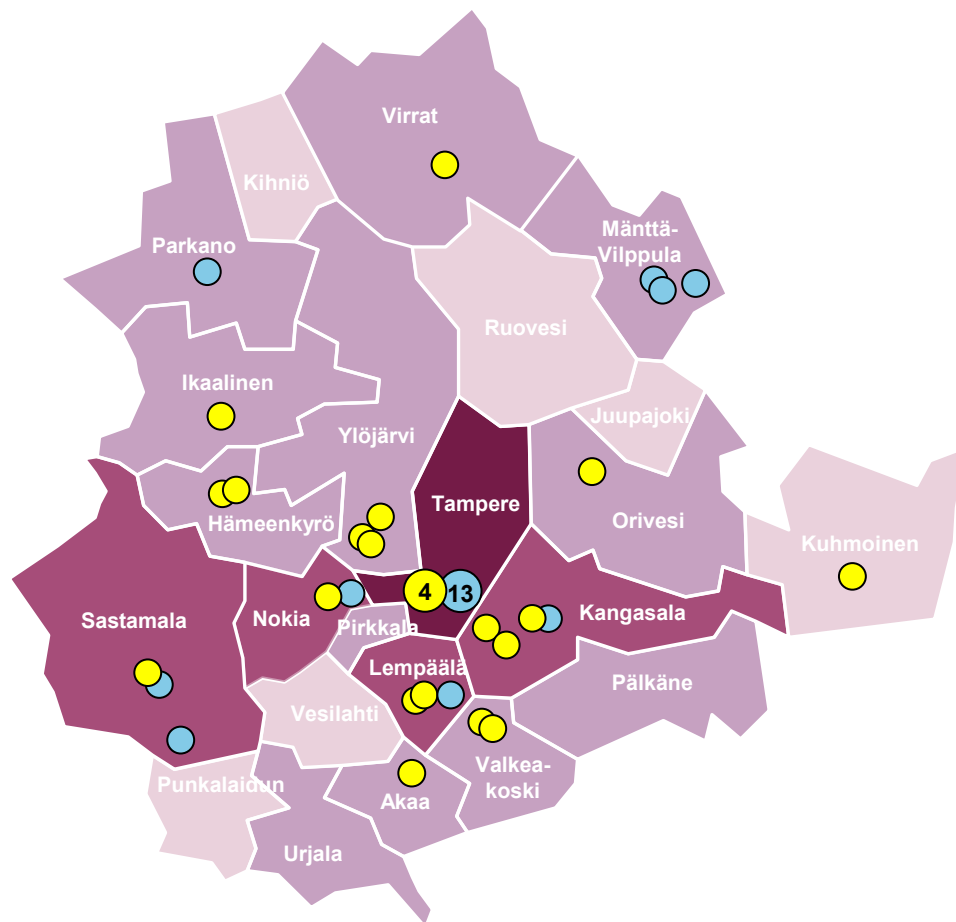 Virrat
Kihniö
Mänttä-
Vilppula
Parkano
Ruovesi
Ikaalinen
Juupajoki
Ylöjärvi
Tampere
Hämeenkyrö
Orivesi
Kuhmoinen
4
13
Nokia
Kangasala
Sastamala
Pirkkala
Lempäälä
Pälkäne
Vesilahti
Valkea-
koski
Punkalaidun
Akaa
Urjala